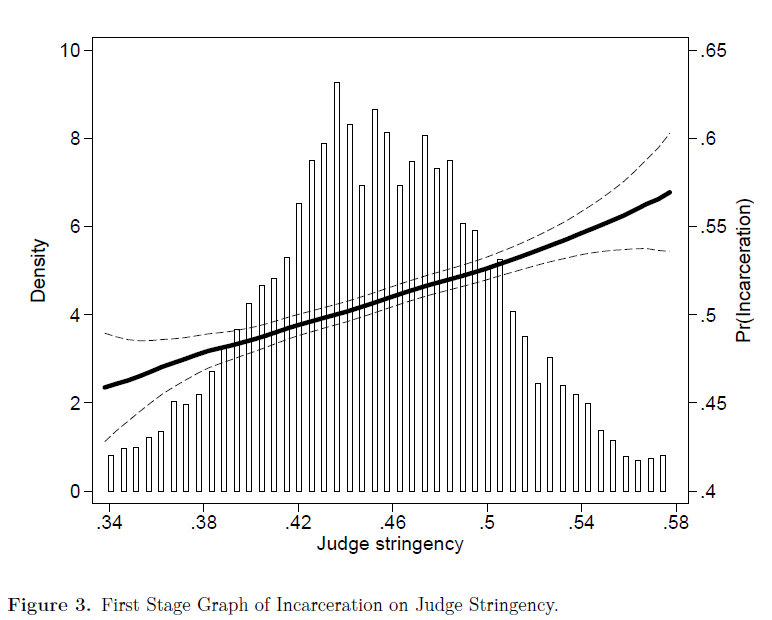 10
8
6
4
2
0
Density
.65
.6
.55
.5
.45
.4
Pr(Incarceration)
.34 .38 .42 .46 .5 .54 .58
Judge stringency
Figure 3. First Stage Graph of Incarceration on Judge Stringency.